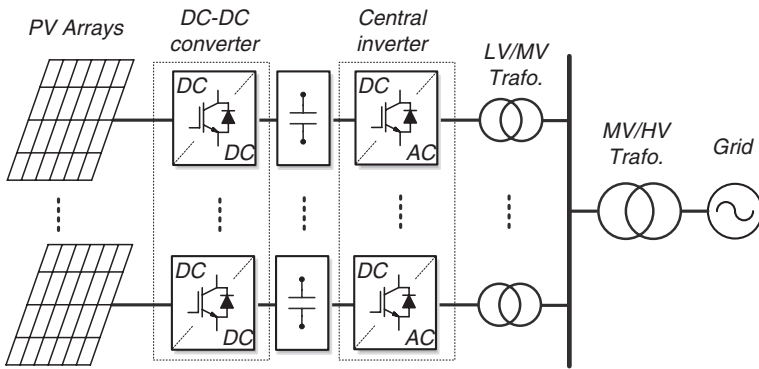 PV Arrays
DC-DC
converter
Central
inverter
LV/MV
Trafo.
MV/HV
Trafo.
Grid
DC
DC
DC
AC
DC
DC
DC
AC